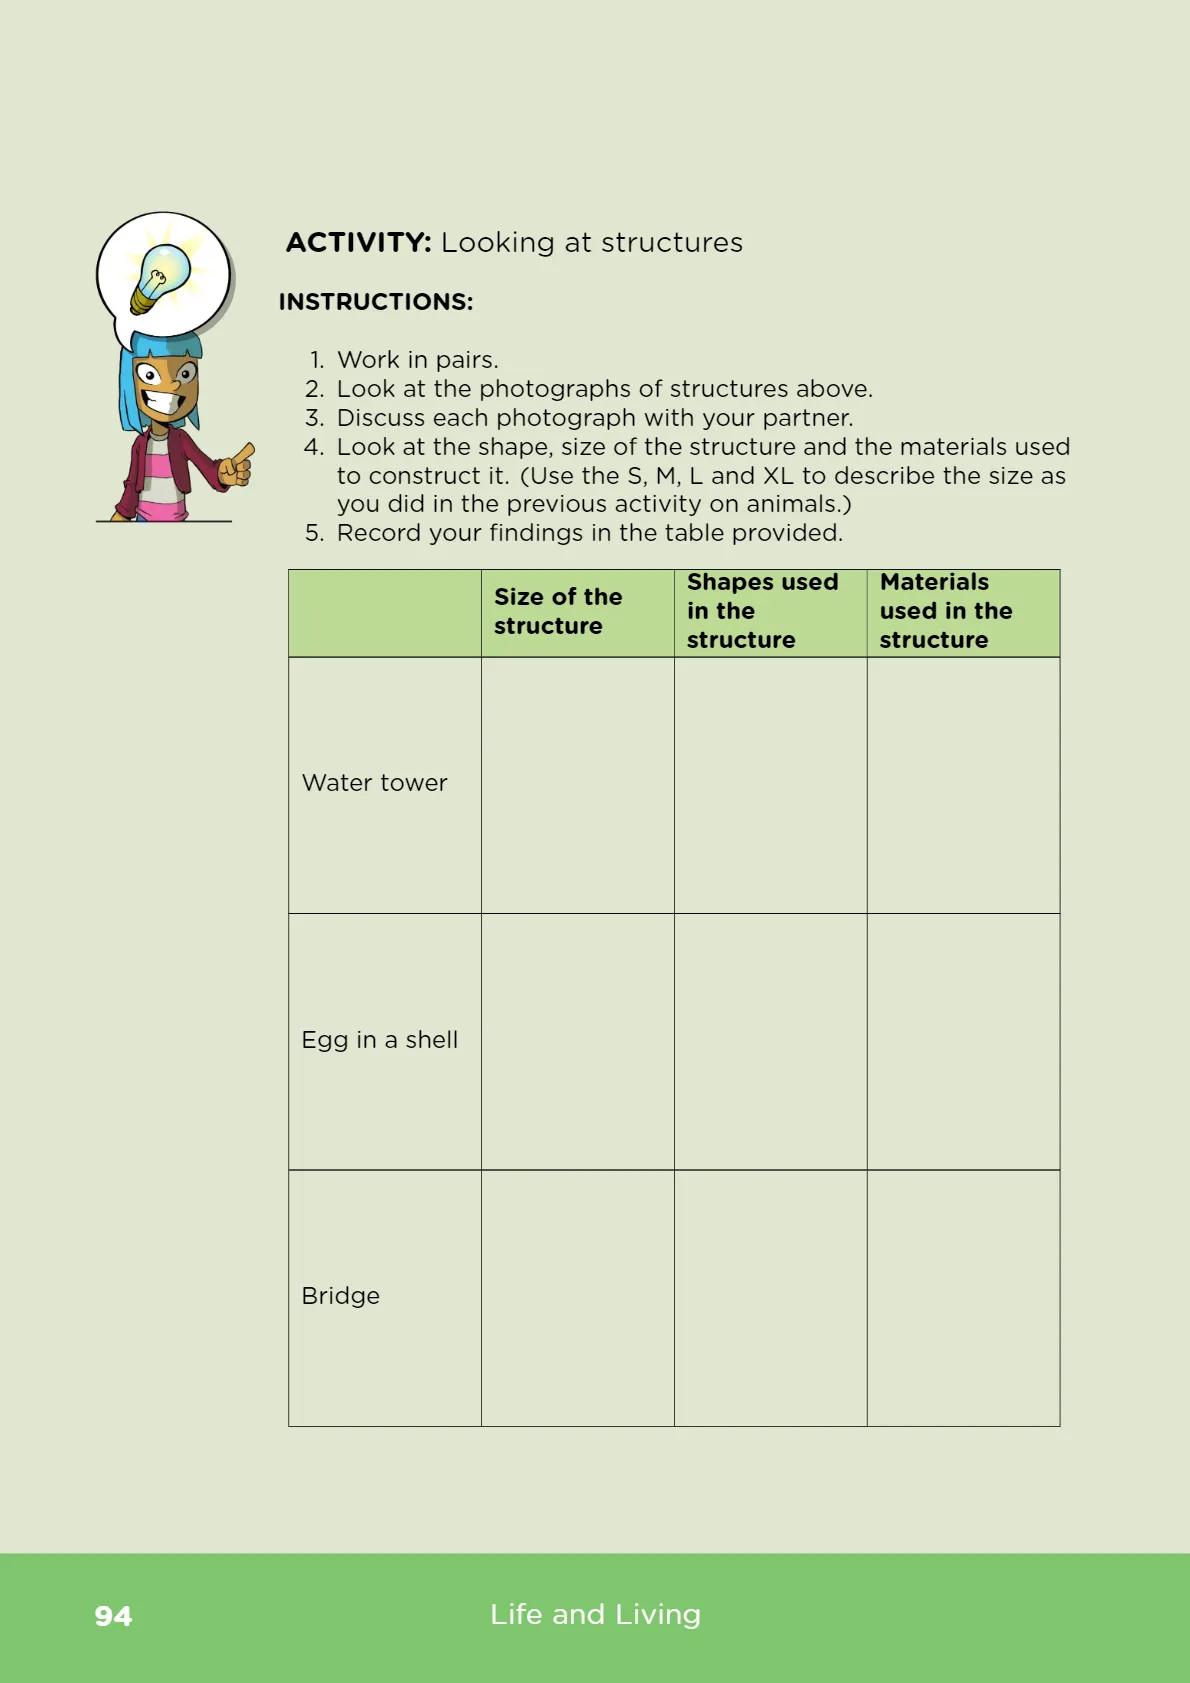 ACTIVITY: Looking at structures
INSTRUCTIONS:
1. Work in pairs.
2. Look at the photographs of structures above.
3. Discuss each photograph with your partner.
4. Look at the shape, size of the structure and the materials used
to construct it. (Use the S, M, L and XL to describe the size as
you did in the previous activity on animals.)
5. Record your findings in the table provided.
Size of the
structure
Shapes used
in the
structure
Materials
used in the
structure
Water tower
Egg in a shell
Bridge
94
Life and Living